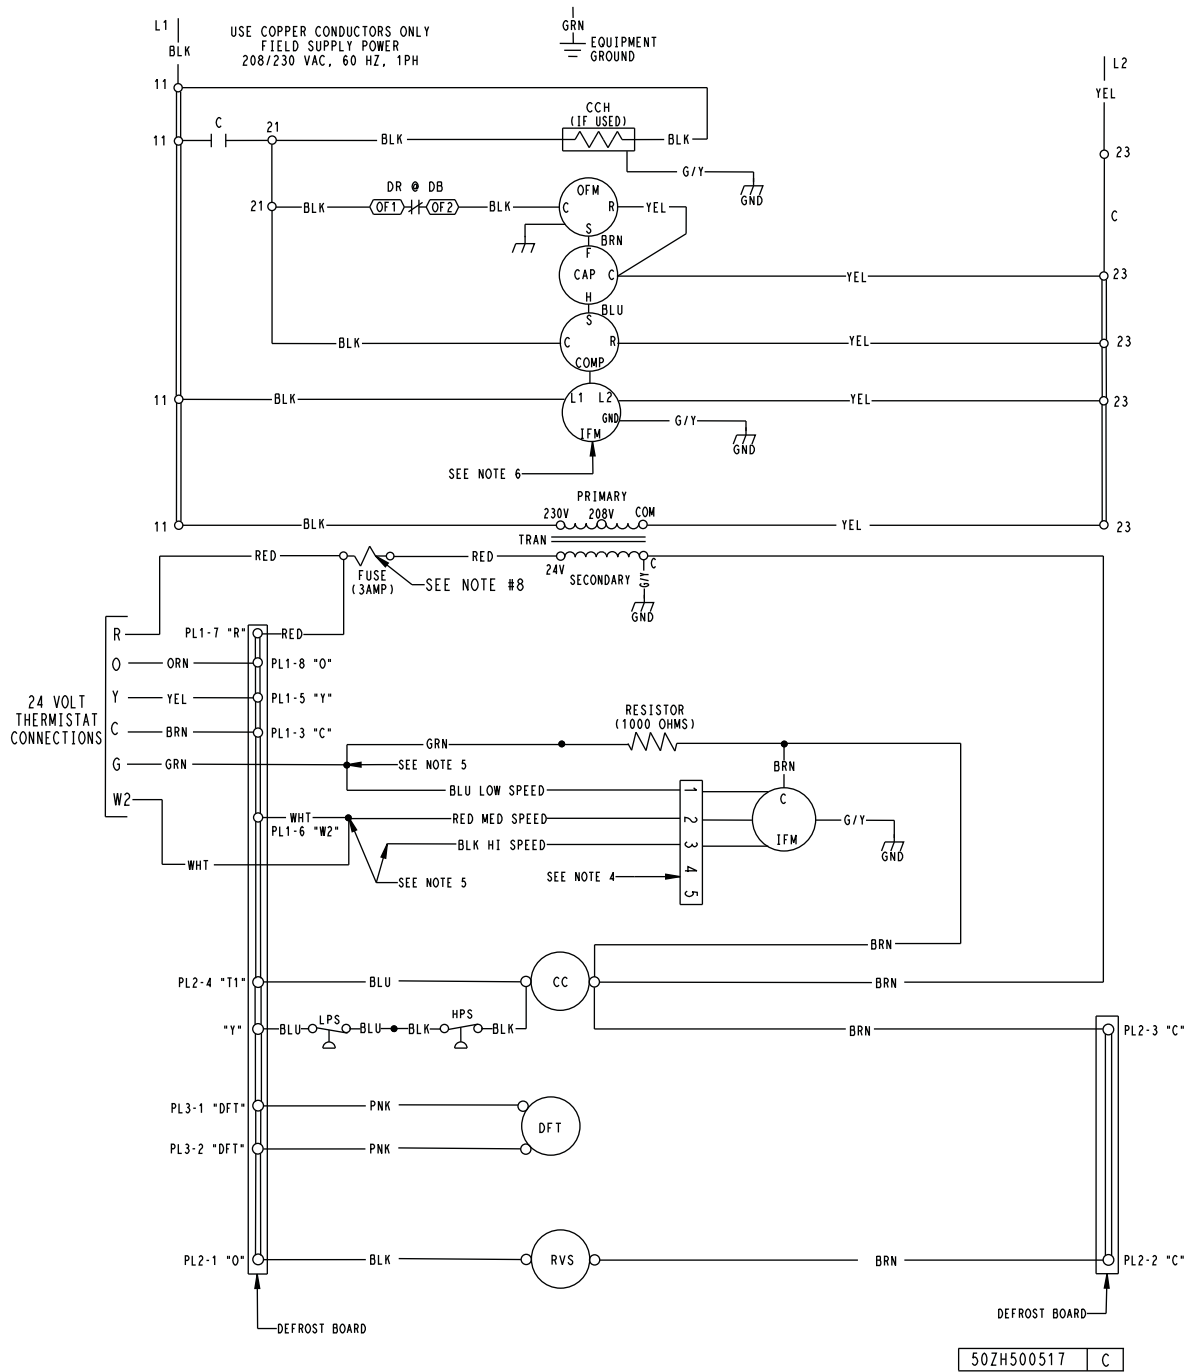 L1
BLK
USE COPPER CONDUCTORS ONLY
FIELD SUPPLY POWER
208/230 VAC, 60 HZ, 1PH
GRN
EQUIPMENT
GROUND
L2
YEL
11
CCH
(IF USED)
11
C
21
BLK
BLK
23
G/Y
GND
DR @ DB
21
BLK
OF1
OF2
BLK
OFM
C
R
S
YEL
C
BRN
F
CAP
C
H
YEL
23
BLU
S
BLK
C
R
COMP
YEL
23
11
BLK
L1 L2
GND
IFM
YEL
23
G/Y
GND
SEE NOTE 6
PRIMARY
230V 208V COM
11
BLK
YEL
23
TRAN
RED
RED
24V
SECONDARY
C
FUSE
(3AMP)
SEE NOTE #8
G/Y
GND
R
PL1-7 "R"
RED
O
ORN
PL1-8 "O"
Y
YEL
PL1-5 "Y"
24 VOLT
THERMISTAT
CONNECTIONS
C
BRN
PL1-3 "C"
RESISTOR
(1000 OHMS)
GRN
G
GRN
SEE NOTE 5
BRN
W2
BLU LOW SPEED
1
C
WHT
PL1-6 "W2"
RED MED SPEED
2
G/Y
IFM
GND
BLK HI SPEED
3
WHT
SEE NOTE 5
SEE NOTE 4
4
5
BRN
PL2-4 "T1"
BLU
CC
BRN
"Y"
BLU
LPS
BLU
BLK
HPS
BLK
BRN
PL2-3 "C"
PL3-1 "DFT"
PNK
DFT
PL3-2 "DFT"
PNK
PL2-1 "O"
BLK
RVS
BRN
PL2-2 "C"
DEFROST BOARD
DEFROST BOARD
50ZH500517 C